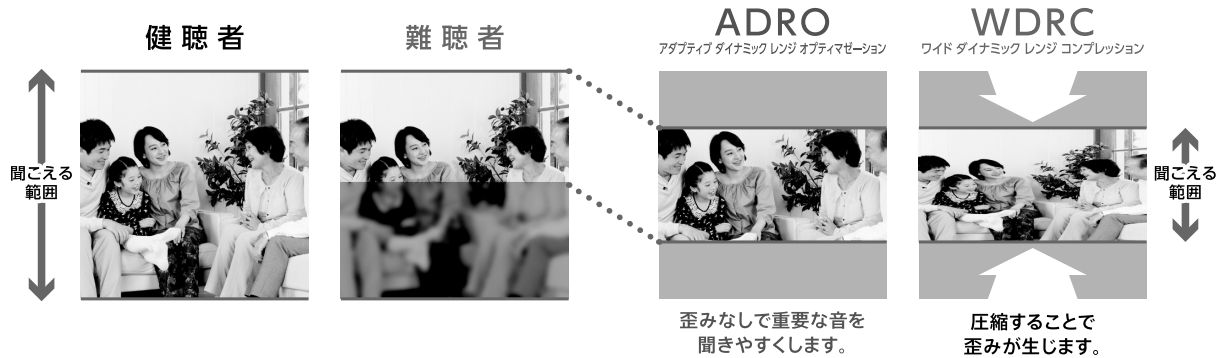 健聴者
難聴者
ADRO
アダプティブ ダイナミック レンジ オプティマゼーション
WDRC
ワイド ダイナミック レンジ コンプレッション
聞こえる
範囲
聞こえる
範囲
歪みなしで重要な音を
聞きやすくします。
圧縮することで
歪みが生じます。